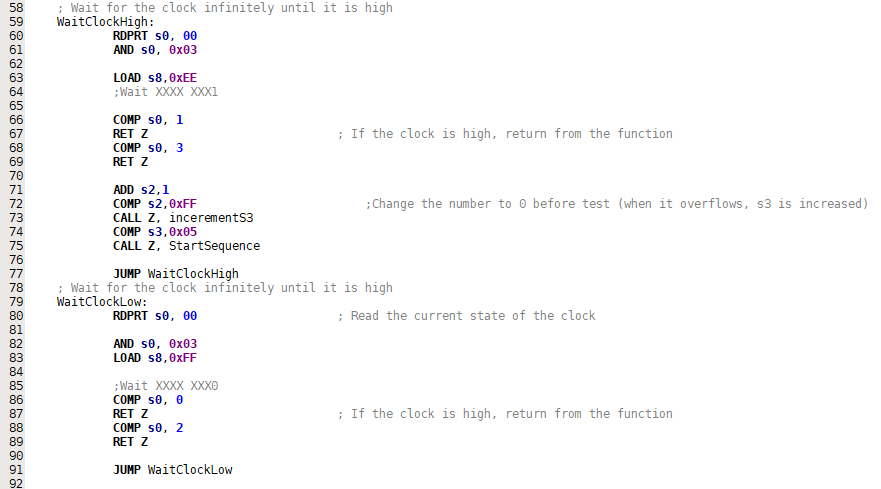 58 ; Wait for the clock infinitely until it is high
59 WaitClockHigh:
60 RDPRT s0, 00
61 AND s0, 0x03
62
63 LOAD s8,0xEE
64 ;Wait XXXX XXX1
65
66 COMP s0, 1
67 RET Z ; If the clock is high, return from the function
68 COMP s0, 3
69 RET Z
70
71 ADD s2,1
72 COMP s2,0xFF ;Change the number to 0 before test (when it overflows, s3 is increased)
73 CALL Z, incerementS3
74 COMP s3,0x05
75 CALL Z, StartSequence
76
77 JUMP WaitClockHigh
78 ; Wait for the clock infinitely until it is high
79 WaitClockLow:
80 RDPRT s0, 00 ; Read the current state of the clock
81
82 AND s0, 0x03
83 LOAD s8,0xFF
84
85 ;Wait XXXX XXX0
86 COMP s0, 0
87 RET Z ; If the clock is high, return from the function
88 COMP s0, 2
89 RET Z
90
91 JUMP WaitClockLow
92